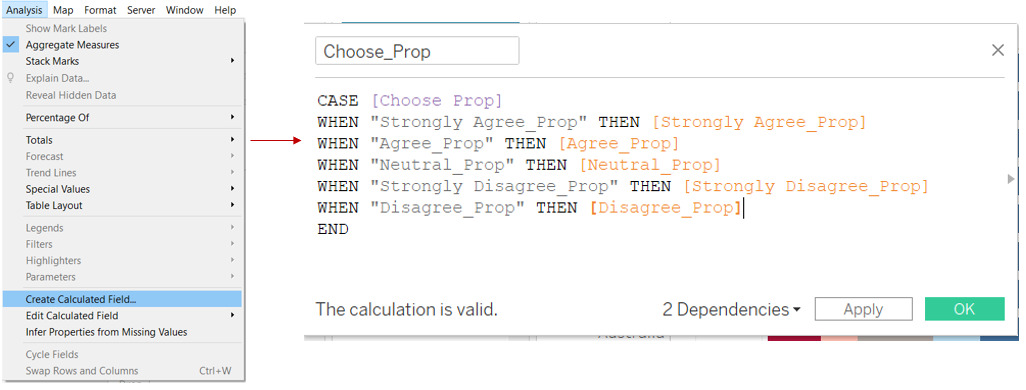 Analysis Map Format Server Window Help
Show Mark Labels
Aggregate Measures
Stack Marks
Explain Data...
Reveal Hidden Data
Percentage Of
Totals
Forecast
Trend Lines
Special Values
Table Layout
Legends
Filters
Highlighters
Parameters
Create Calculated Field...
Edit Calculated Field
Infer Properties from Missing Values
Cycle Fields
Swap Rows and Columns Ctrl+W
Choose_Prop
CASE [Choose Prop]
WHEN "Strongly Agree_Prop" THEN [Strongly Agree_Prop]
WHEN "Agree_Prop" THEN [Agree_Prop]
WHEN "Neutral_Prop" THEN [Neutral_Prop]
WHEN "Strongly Disagree_Prop" THEN [Strongly Disagree_Prop]
WHEN "Disagree_Prop" THEN [Disagree_Prop]
END
The calculation is valid.
2 Dependencies
Apply
OK